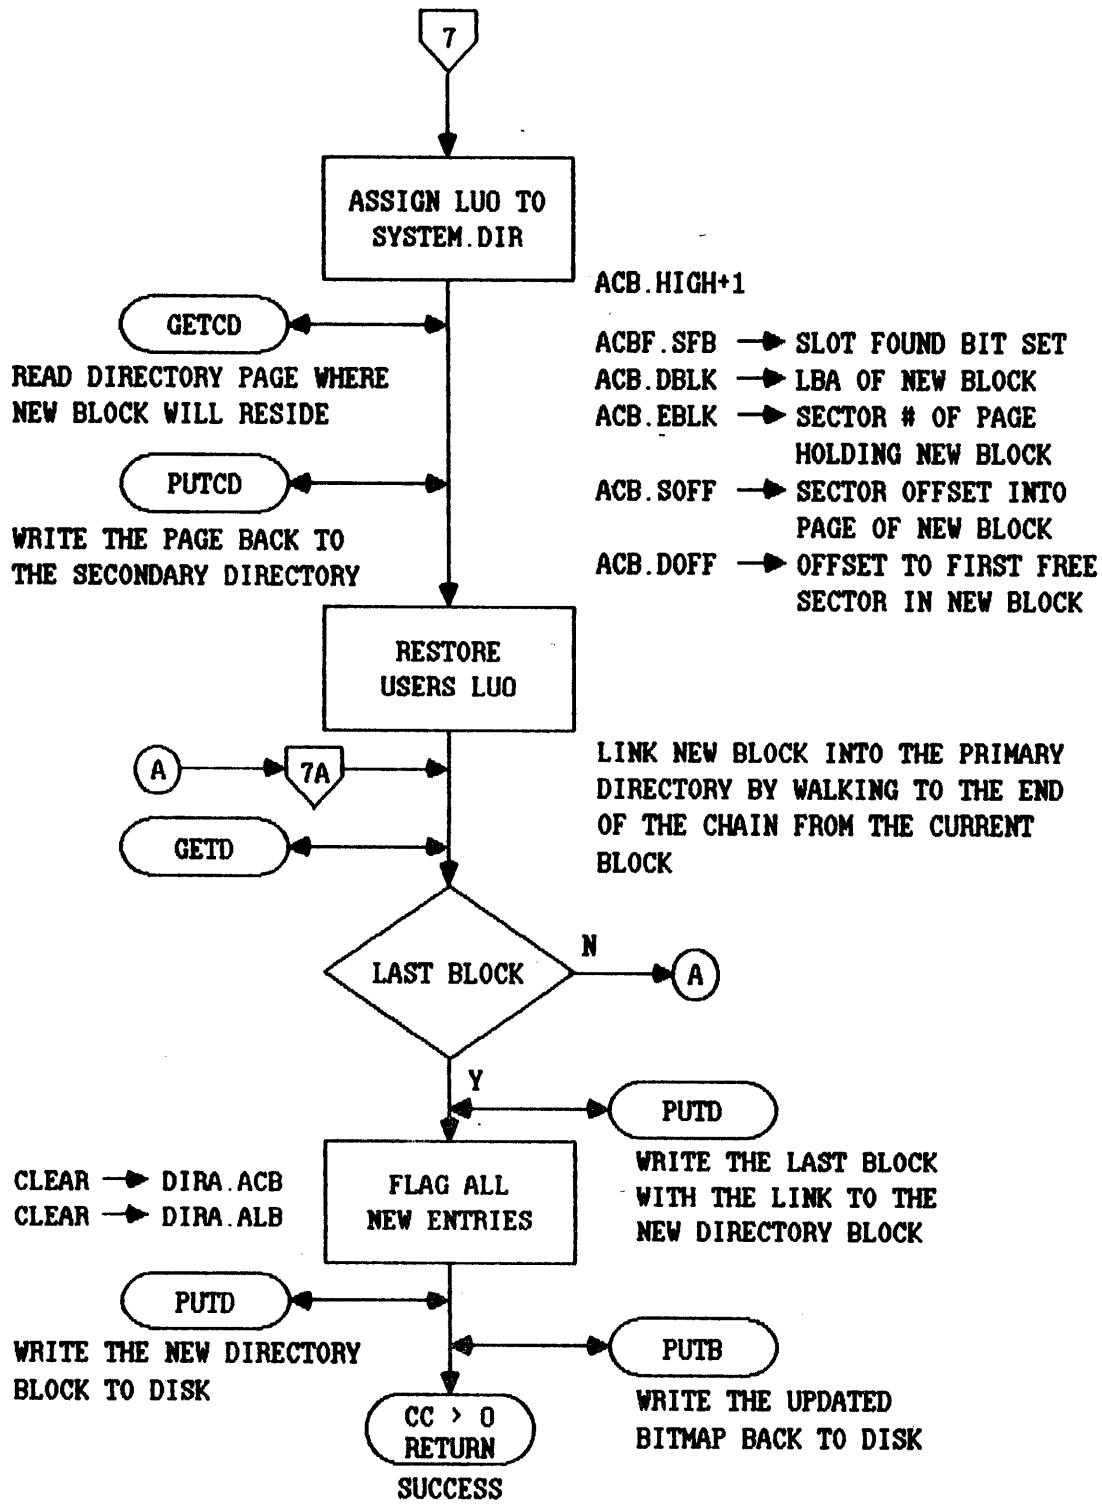 7
ASSIGN LUO TO
SYSTEM.DIR
ACB.HIGH+1
GETCD
READ DIRECTORY PAGE WHERE
NEW BLOCK WILL RESIDE
ACBF.SFB SLOT FOUND BIT SET
ACB.DBLK LBA OF NEW BLOCK
ACB.EBLK SECTOR # OF PAGE
HOLDING NEW BLOCK
ACB.SOFF SECTOR OFFSET INTO
PAGE OF NEW BLOCK
ACB.DOFF OFFSET TO FIRST FREE
SECTOR IN NEW BLOCK
PUTCD
WRITE THE PAGE BACK TO
THE SECONDARY DIRECTORY
RESTORE
USERS LUO
A
7A
LINK NEW BLOCK INTO THE PRIMARY
DIRECTORY BY WALKING TO THE END
OF THE CHAIN FROM THE CURRENT
BLOCK
GETD
LAST BLOCK
N
A
Y
PUTD
WRITE THE LAST BLOCK
WITH THE LINK TO THE
NEW DIRECTORY BLOCK
CLEAR DIRA.ACB
CLEAR DIRA.ALB
FLAG ALL
NEW ENTRIES
PUTD
WRITE THE NEW DIRECTORY
BLOCK TO DISK
PUTB
WRITE THE UPDATED
BITMAP BACK TO DISK
CC > 0
RETURN
SUCCESS